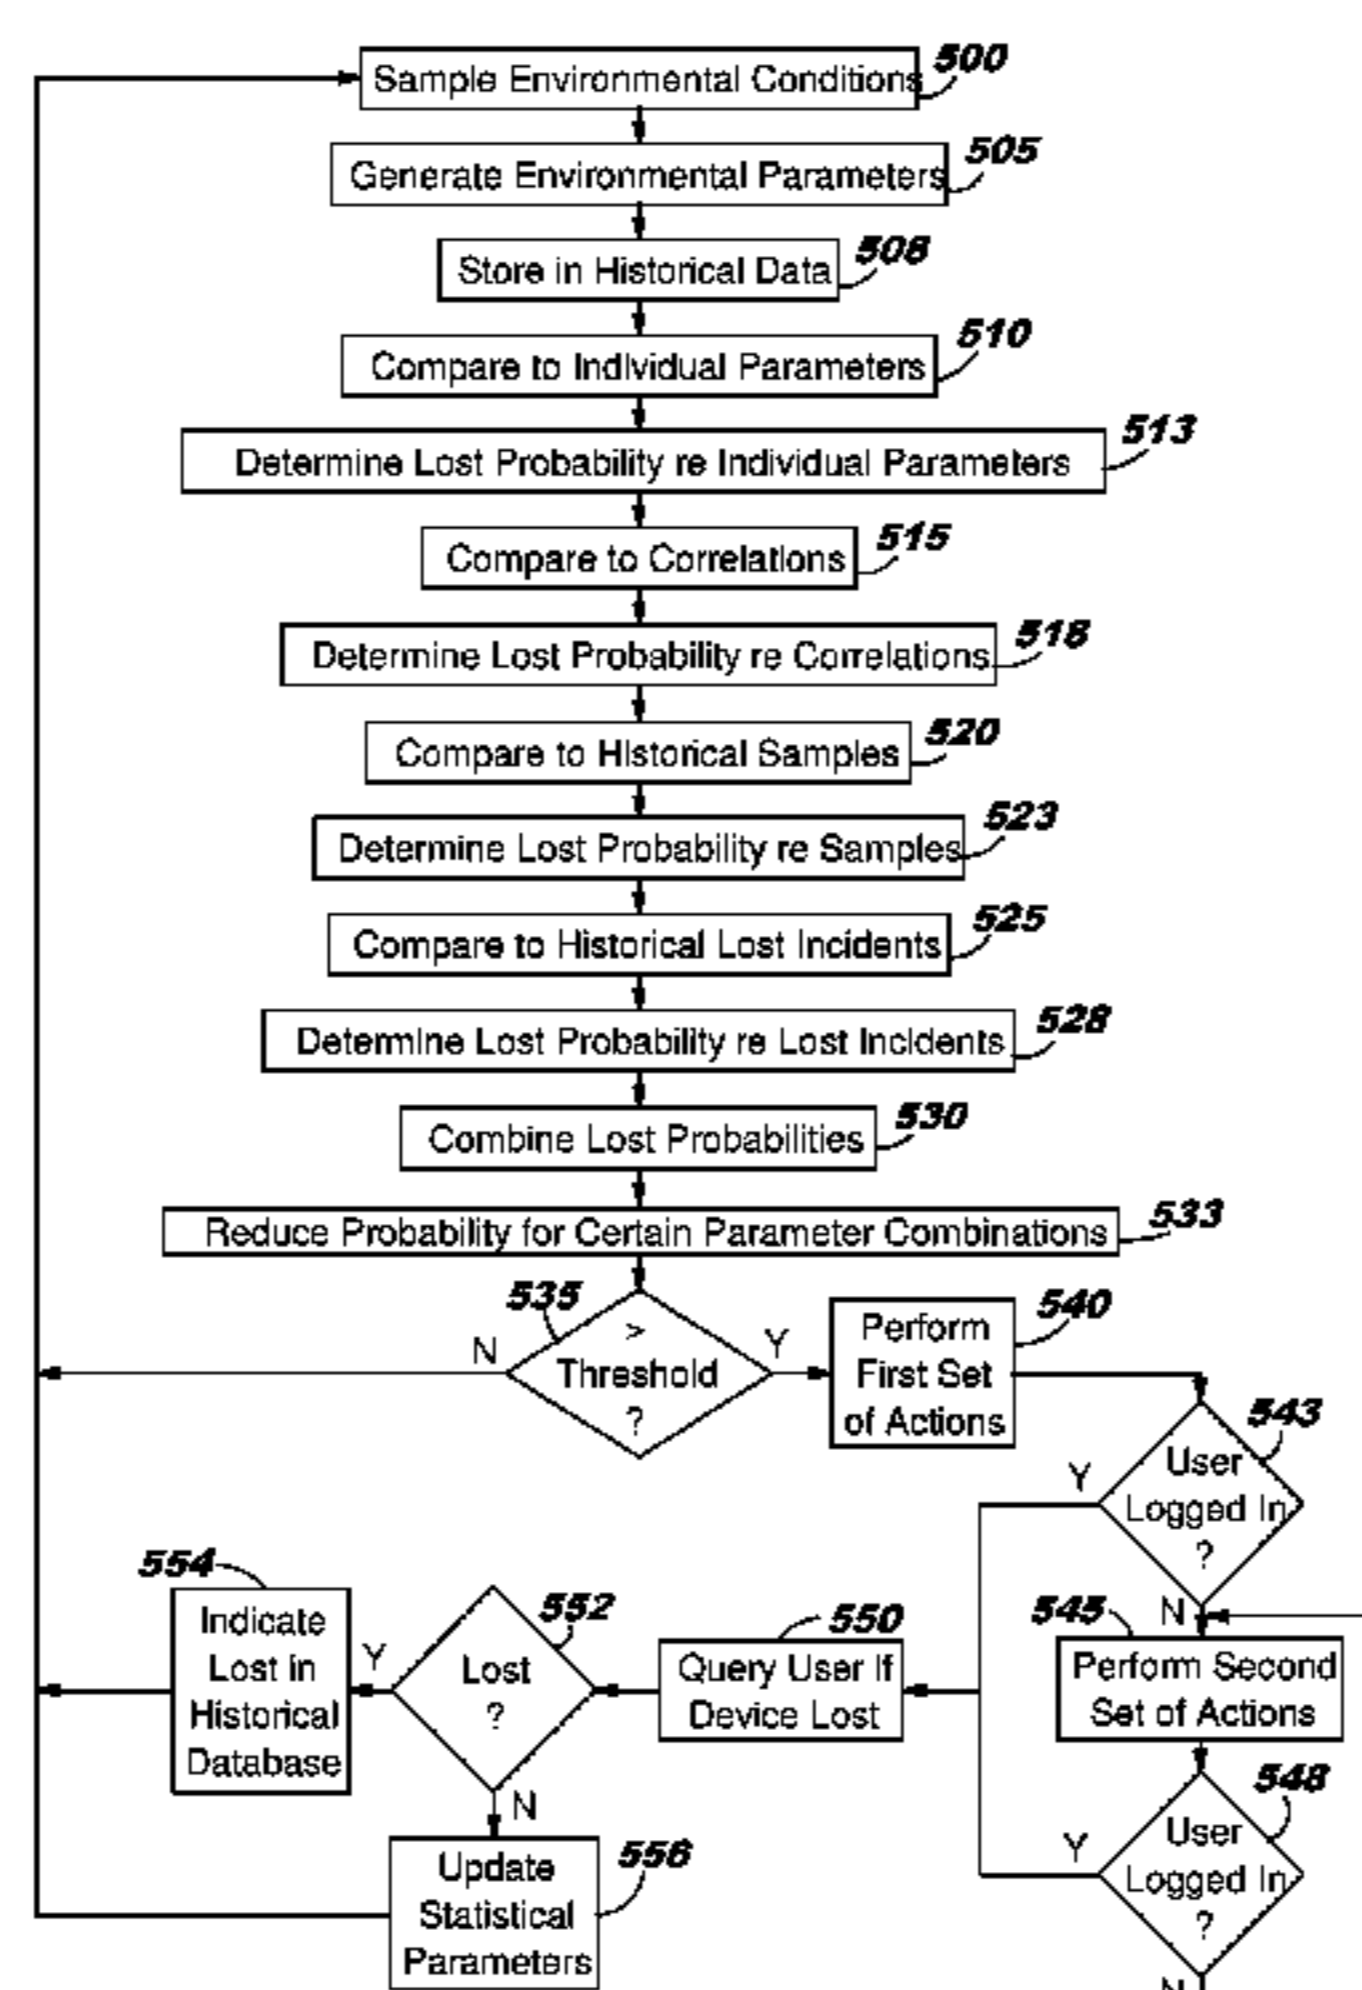 Sample Environmental Conditions 500
Generate Environmental Parameters 505
Store in Historical Data 508
Compare to Individual Parameters 510
Determine Lost Probability re Individual Parameters 513
Compare to Correlations 515
Determine Lost Probability re Correlations 518
Compare to Historical Samples 520
Determine Lost Probability re Samples 523
Compare to Historical Lost Incidents 525
Determine Lost Probability re Lost Incidents 528
Combine Lost Probabilities 530
Reduce Probability for Certain Parameter Combinations 533
535
N
>
Threshold
?
Y
Perform
First Set
of Actions
540
543
User
Logged In
?
Y
N
545
Perform Second
Set of Actions
548
User
Logged In
?
Y
N
550
Query User If
Device Lost
552
Lost
?
Y
N
554
Indicate
Lost in
Historical
Database
556
Update
Statistical
Parameters